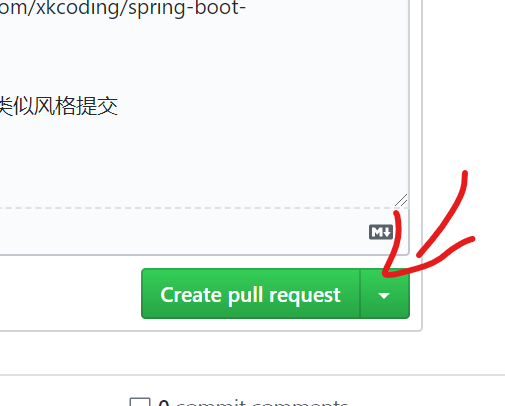 om/xkcoding/spring-boot-
类似风格提交
M
Create pull request
0 commit comments